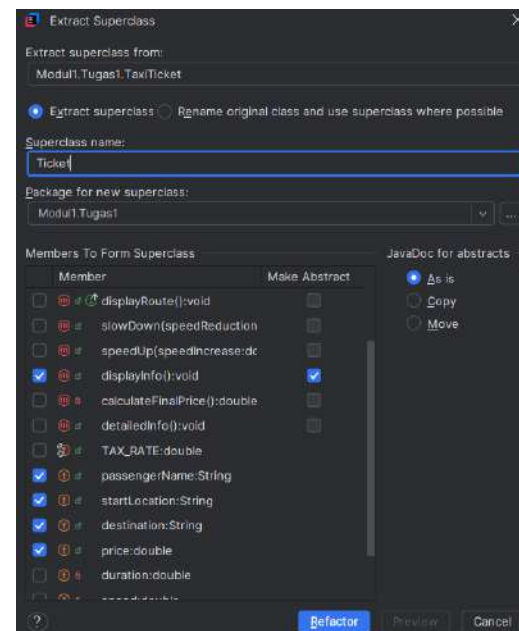 Extract Superclass
Extract superclass from:
Modul1.Tugas1.TaxiTicket
Extract superclass Rename original class and use superclass where possible
Superclass name:
Ticket
Package for new superclass:
Modul1.Tugas1
...
Members To Form Superclass
JavaDoc for abstracts
Member Make Abstract
As is
Copy
Move
displayRoute():void
slowDown(speedReduction
speedUp(speedIncrease:dc
displayInfo():void
calculateFinalPrice():double
detailedInfo():void
TAX_RATE:double
passengerName:String
startLocation:String
destination:String
price:double
duration:double
? Refactor Preview Cancel